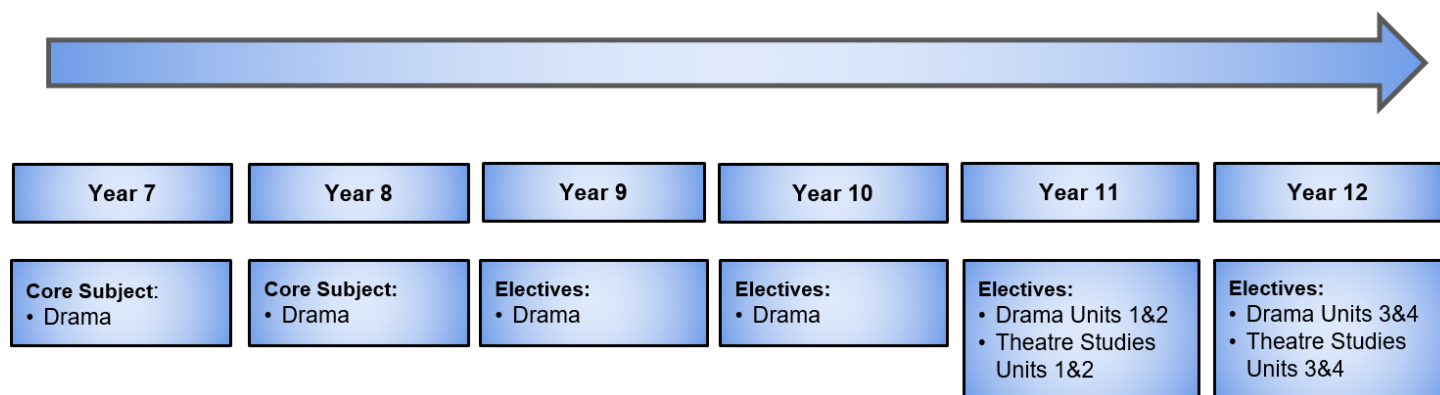 Year 7
Year 8
Year 9
Year 10
Year 11
Year 12
Core Subject:
• Drama
Core Subject:
• Drama
Electives:
• Drama
Electives:
• Drama
Electives:
• Drama Units 1&2
• Theatre Studies
Units 1&2
Electives:
• Drama Units 3&4
• Theatre Studies
Units 3&4